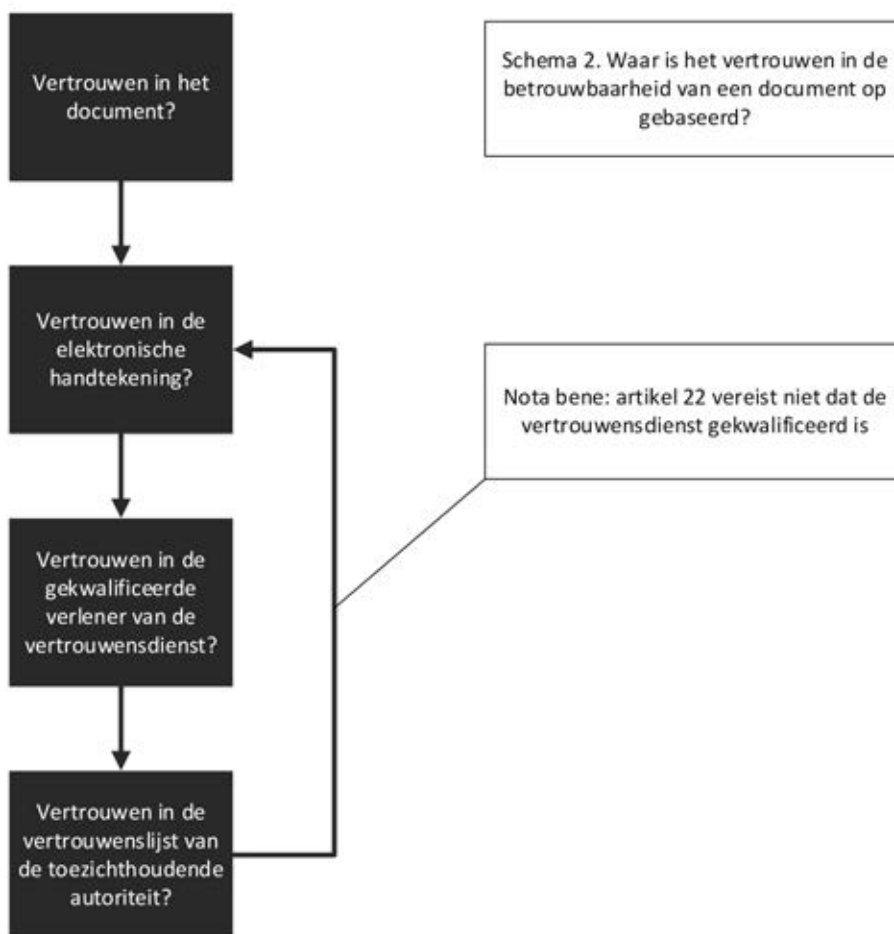 Vertrouwen in het
document?
Schema 2. Waar is het vertrouwen in de
betrouwbaarheid van een document op
gebaseerd?
Vertrouwen in de
elektronische
handtekening?
Nota bene: artikel 22 vereist niet dat de
vertrouwensdienst gekwalificeerd is
Vertrouwen in de
gekwalificeerde
verlener van de
vertrouwensdienst?
Vertrouwen in de
vertrouwenslijst van
de toezichthoudende
autoriteit?